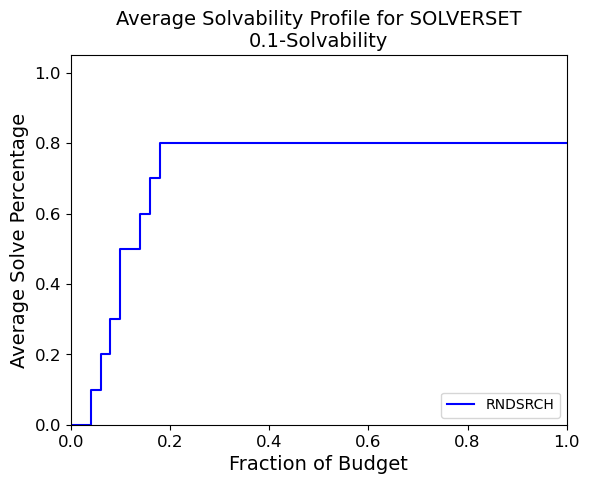 Average Solvability Profile for SOLVERSET
0.1-Solvability
Average Solve Percentage
1.0
0.8
0.6
0.4
0.2
0.0
0.0 0.2 0.4 0.6 0.8 1.0
Fraction of Budget
RNDSRCH